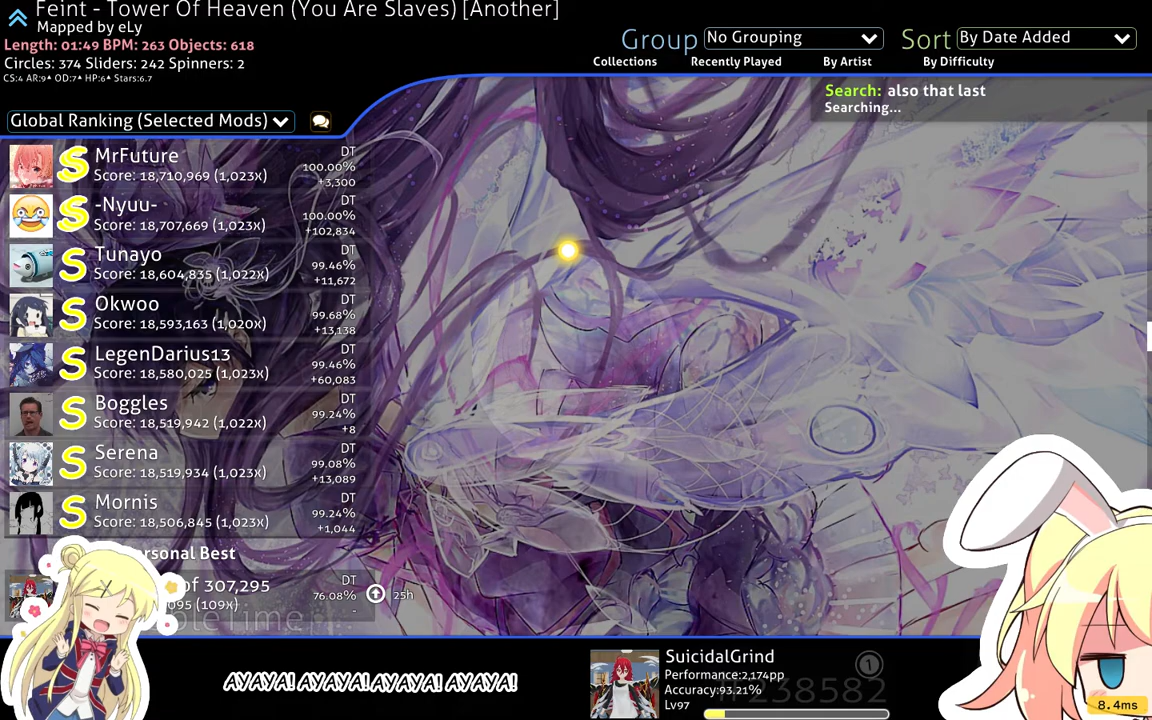 Feint - Tower Of Heaven (You Are Slaves) [Another]
Mapped by eLy
Length: 01:49 BPM: 263 Objects: 618
Circles: 374 Sliders: 242 Spinners: 2
CS:4 AR:9▲ OD:7▲ HP:6▲ Stars:6.7
Group No Grouping
Sort By Date Added
Collections Recently Played By Artist By Difficulty
Search: also that last
Searching...
Global Ranking (Selected Mods)
MrFuture DT
Score: 18,710,969 (1,023x) 100.00%
+3,300
-Nyuu- DT
Score: 18,707,669 (1,023x) 100.00%
+102,834
Tunayo DT
Score: 18,604,835 (1,022x) 99.46%
+11,672
Okwoo DT
Score: 18,593,163 (1,020x) 99.68%
+13,138
LegenDarius13 DT
Score: 18,580,025 (1,023x) 99.46%
+60,083
Boggles DT
Score: 18,519,942 (1,022x) 99.24%
+8
Serena DT
Score: 18,519,934 (1,023x) 99.08%
+13,089
Mornis DT
Score: 18,506,845 (1,023x) 99.24%
+1,044
ersonal Best
of 307,295 DT
095 (109x) 76.08% 25h
-
bleTime
AYAYA! AYAYA! AYAYA! AYAYA!
SuicidalGrind 1
Performance:2,174pp
Accuracy:93.21% 238582
Lv97
8.4ms